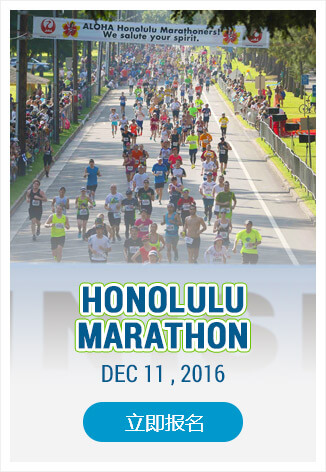 ALOHA Honolulu Marathoners!
We salute your spirit.
HONOLULU
MARATHON
DEC 11 , 2016
立即报名